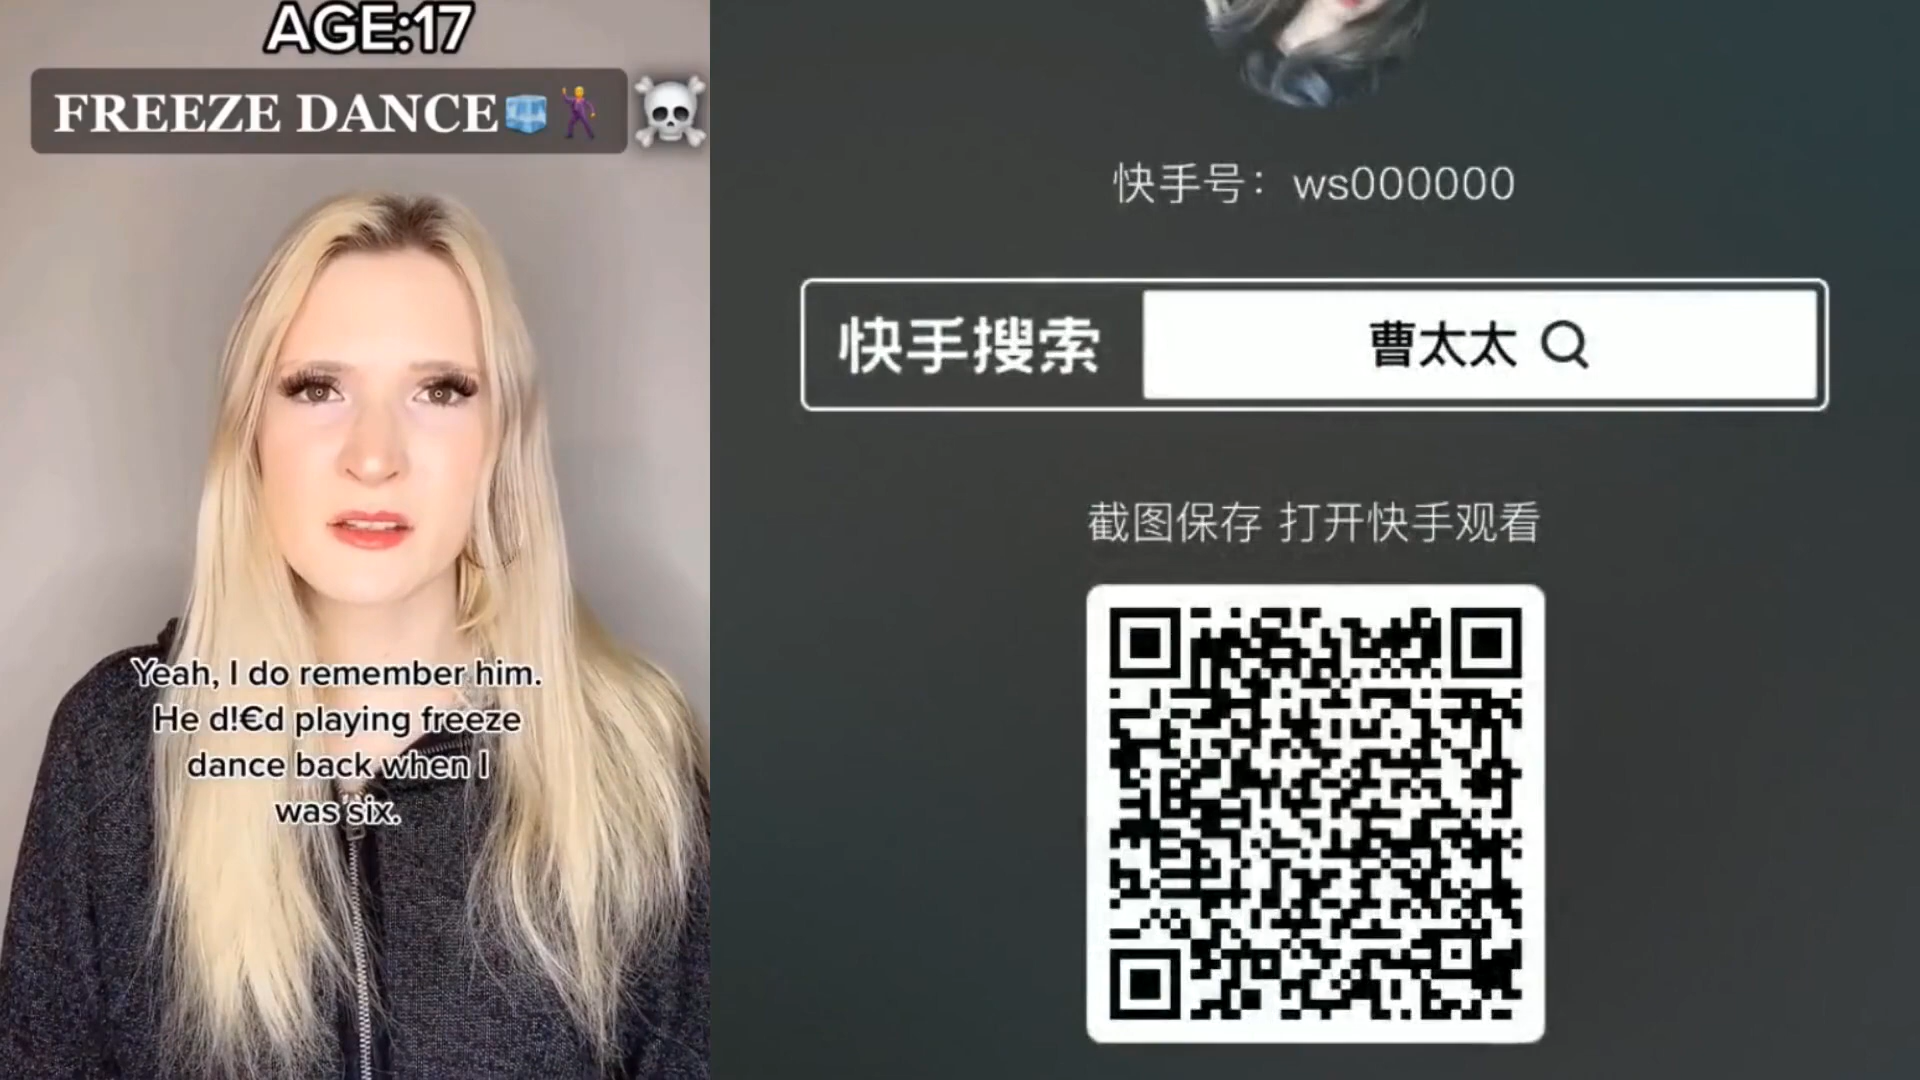 AGE:17
FREEZE DANCE🧊🕺☠️
Yeah, I do remember him.
He d!€d playing freeze
dance back when I
was six.
快手号：ws000000
快手搜索 曹太太
截图保存 打开快手观看